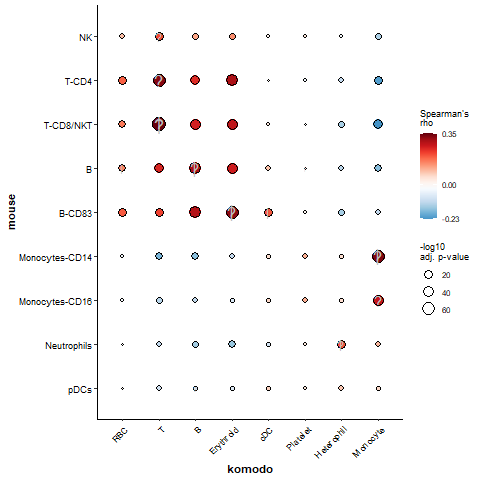 NK
T-CD4
T-CD8/NKT
B
B-CD83
Monocytes-CD14
Monocytes-CD16
Neutrophils
pDCs
mouse
RBC
T
B
Erythroid
cDC
Platelet
Heterophil
Monocyte
komodo
Spearman's
rho
0.35
0.00
-0.23
-log10
adj. p-value
20
40
60